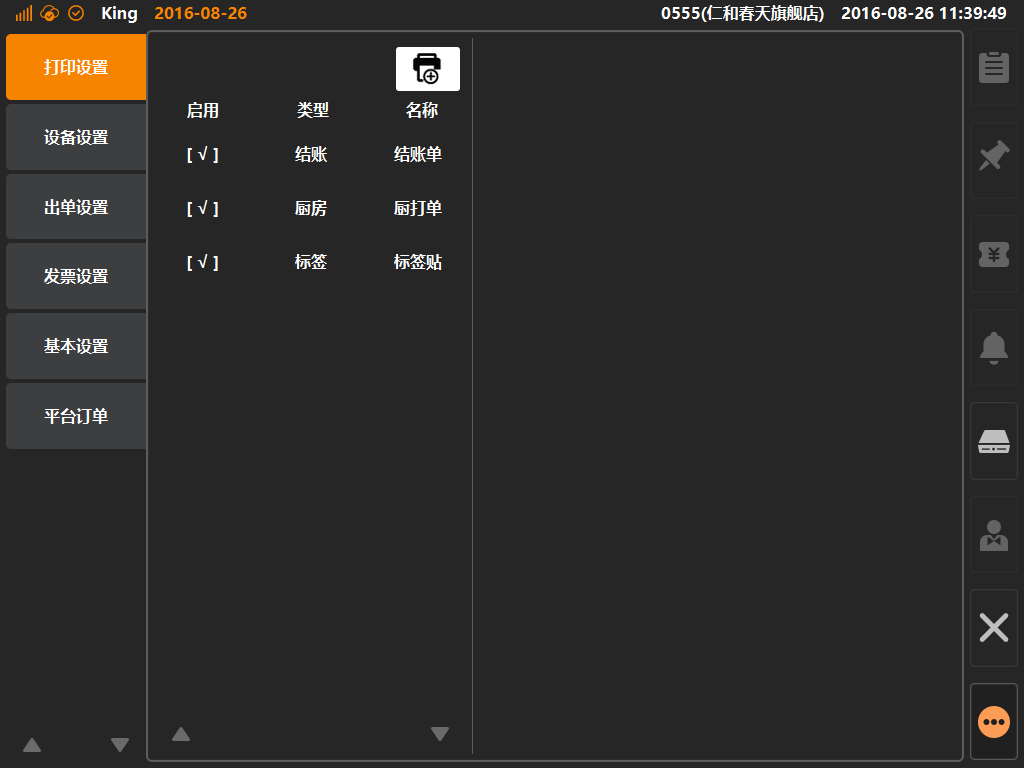 King 2016-08-26 0555(仁和春天旗舰店) 2016-08-26 11:39:49
打印设置
设备设置
出单设置
发票设置
基本设置
平台订单
启用 类型 名称
[ √ ] 结账 结账单
[ √ ] 厨房 厨打单
[ √ ] 标签 标签贴